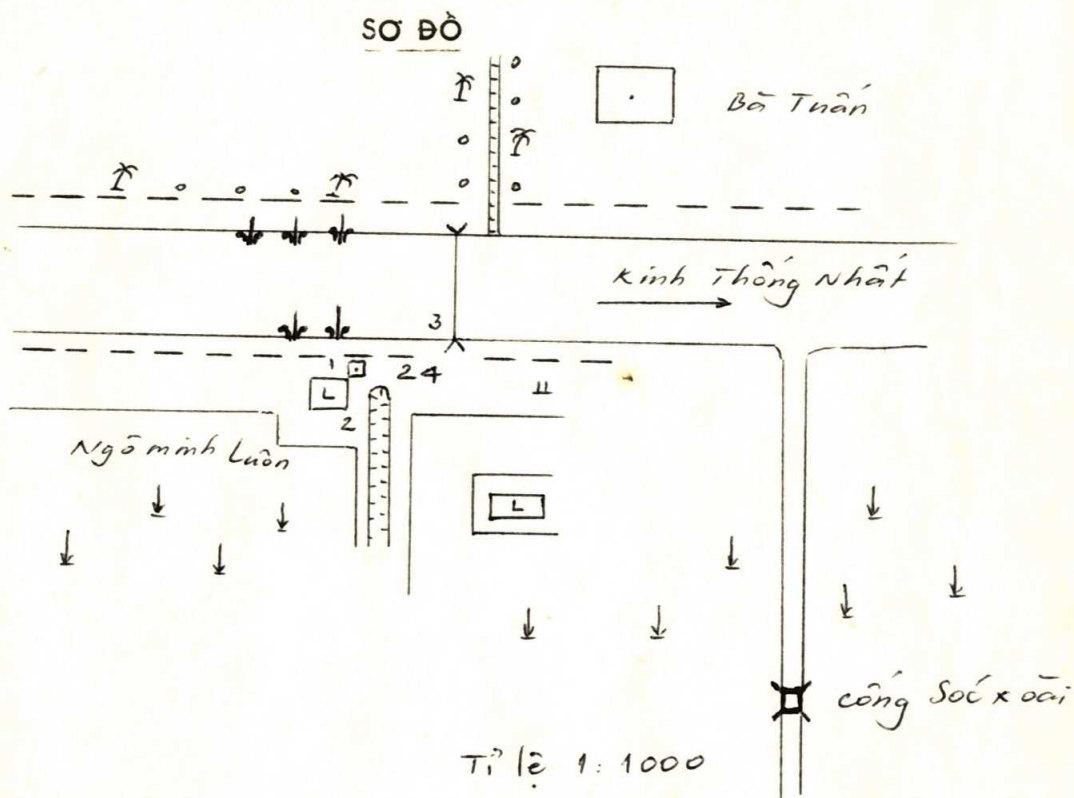 SƠ ĐỒ
Bà Tuấn
Kinh Thống Nhất
3
1
24
L
2
Ngô minh Luôn
L
cống Sóc xoài
Tỉ lệ 1:1000